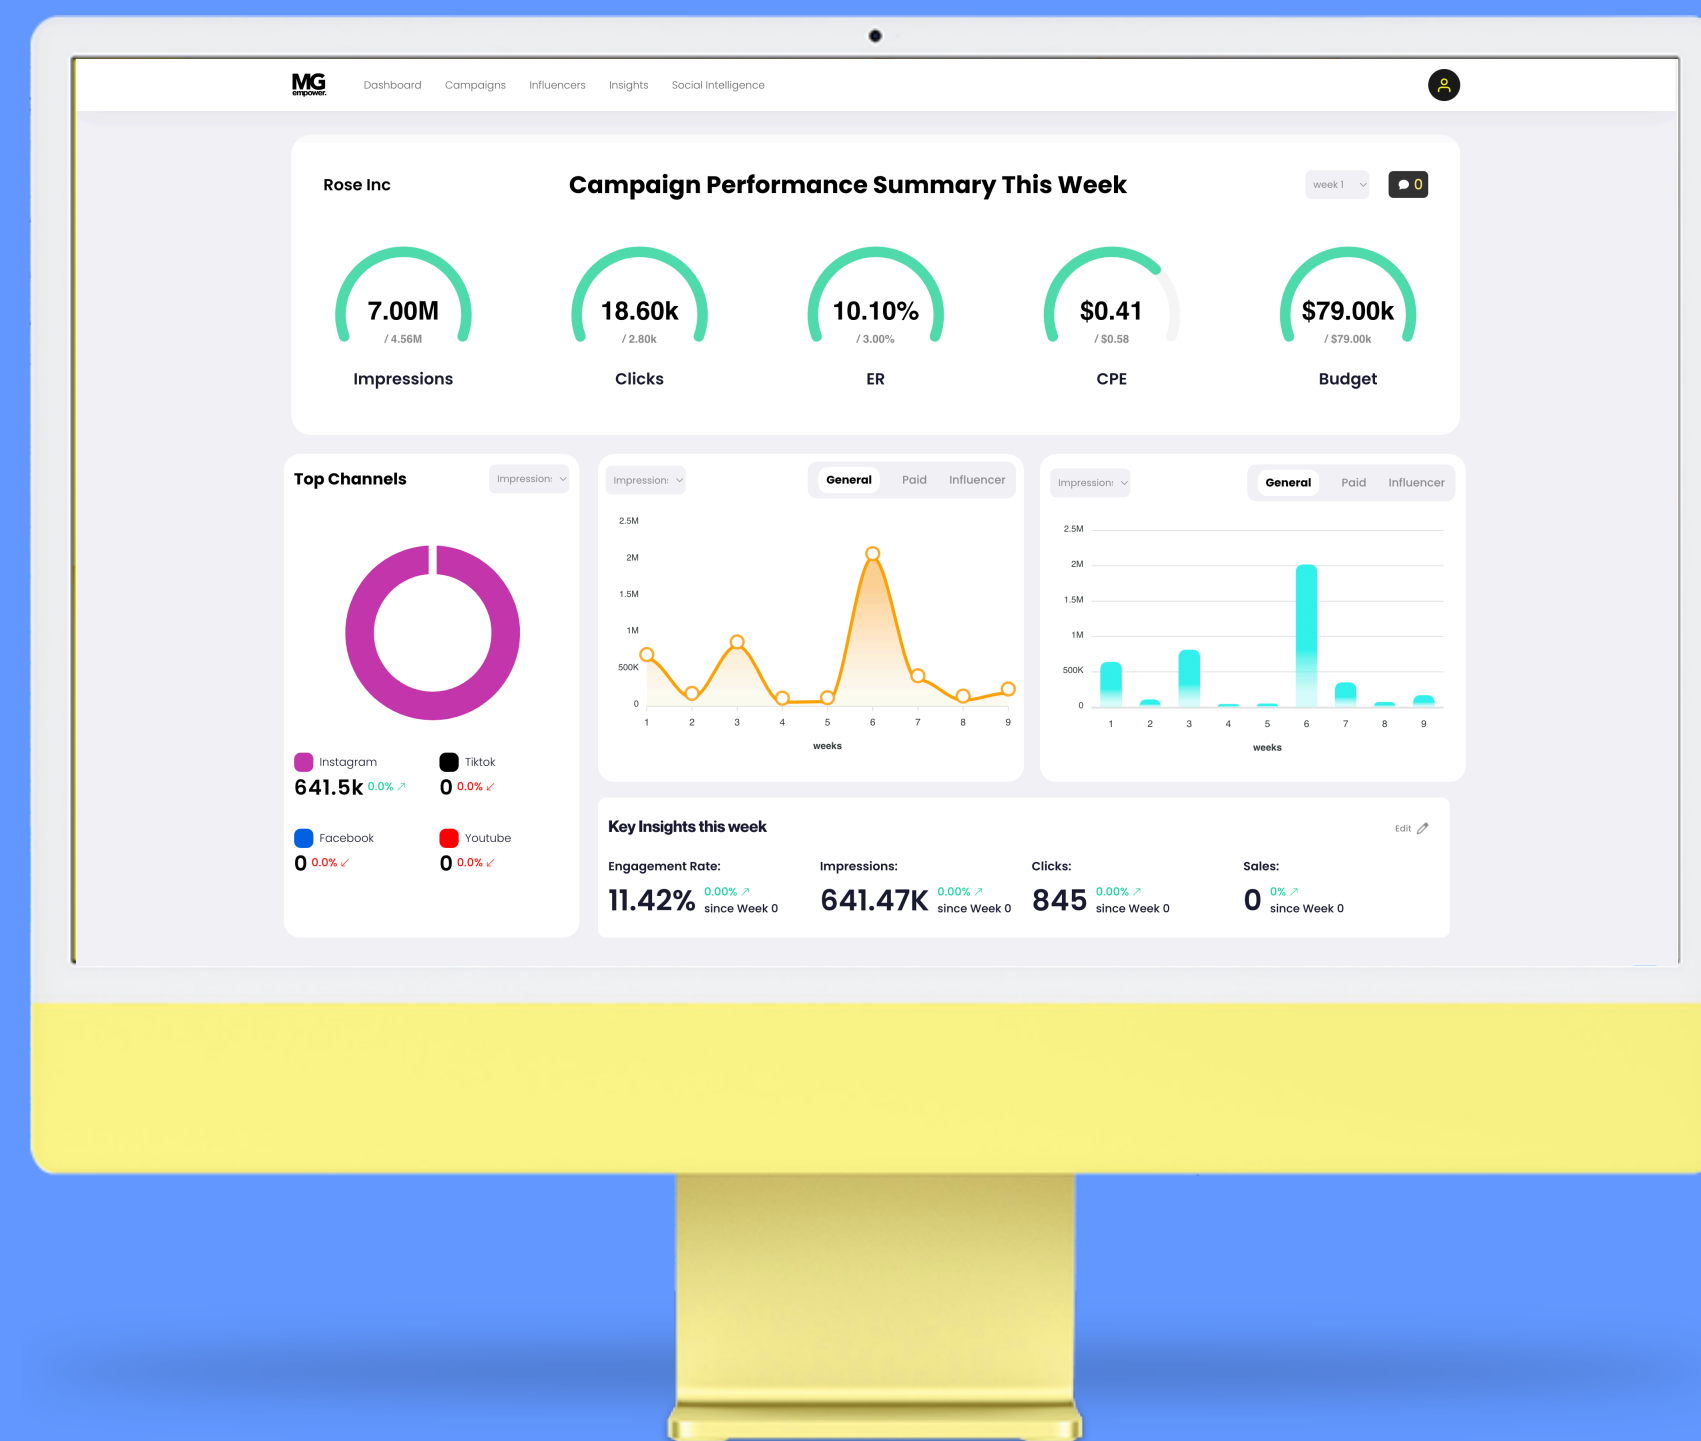 MG
empower.
Dashboard Campaigns Influencers Insights Social Intelligence
Rose Inc
Campaign Performance Summary This Week
week 1
0
7.00M
/ 4.56M
Impressions
18.60k
/ 2.80k
Clicks
10.10%
/ 3.00%
ER
$0.41
/ $0.58
CPE
$79.00k
/ $79.00k
Budget
Top Channels
Impression:
Instagram
641.5k 0.0%
Tiktok
0 0.0%
Facebook
0 0.0%
Youtube
0 0.0%
Impression:
General Paid Influencer
2.5M
2M
1.5M
1M
500K
0
1 2 3 4 5 6 7 8 9
weeks
Impression:
General Paid Influencer
2.5M
2M
1.5M
1M
500K
0
1 2 3 4 5 6 7 8 9
weeks
Key Insights this week
Edit
Engagement Rate:
11.42% 0.00%
since Week 0
Impressions:
641.47K 0.00%
since Week 0
Clicks:
845 0.00%
since Week 0
Sales:
0 0%
since Week 0